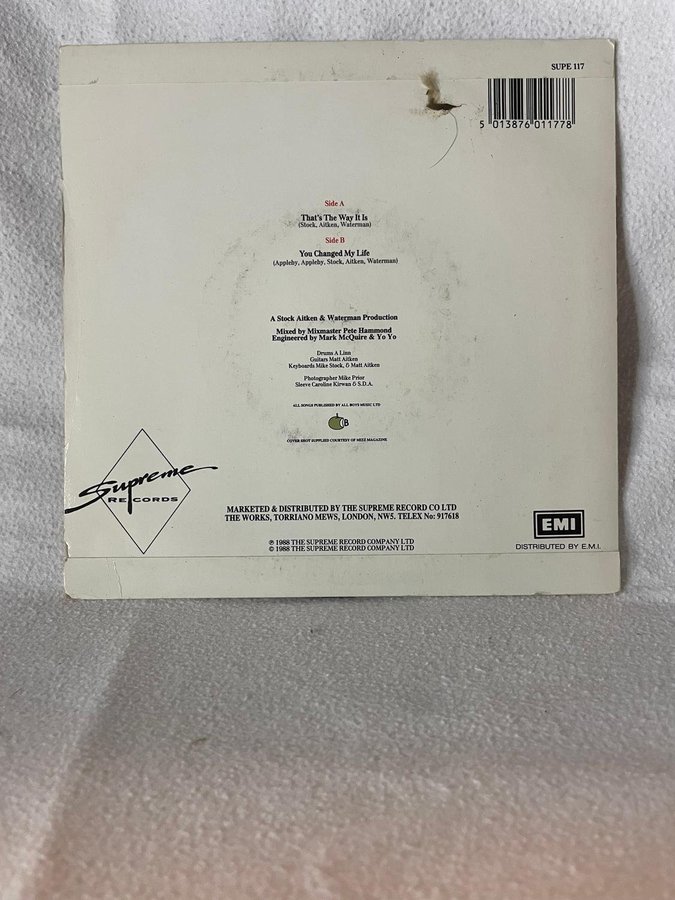 SUPE 117
5 013876 011778
Side A
That's The Way It Is
(Stock, Aitken, Waterman)
Side B
You Changed My Life
(Appleby, Appleby, Stock, Aitken, Waterman)
A Stock Aitken & Waterman Production
Mixed by Mixmaster Pete Hammond
Engineered by Mark McQuire & Yo Yo
Drums A Linn
Guitars Matt Aitken
Keyboards Mike Stock, & Matt Aitken
Photographer Mike Prior
Sleeve Caroline Kirwan & S.D.A.
ALL SONGS PUBLISHED BY ALL BOYS MUSIC LTD
B
COVER SHOT SUPPLIED COURTESY OF MIZZ MAGAZINE
Supreme
RECORDS
MARKETED & DISTRIBUTED BY THE SUPREME RECORD CO LTD
THE WORKS, TORRIANO MEWS, LONDON, NW5. TELEX No: 917618
EMI
DISTRIBUTED BY E.M.I.
℗ 1988 THE SUPREME RECORD COMPANY LTD
© 1988 THE SUPREME RECORD COMPANY LTD